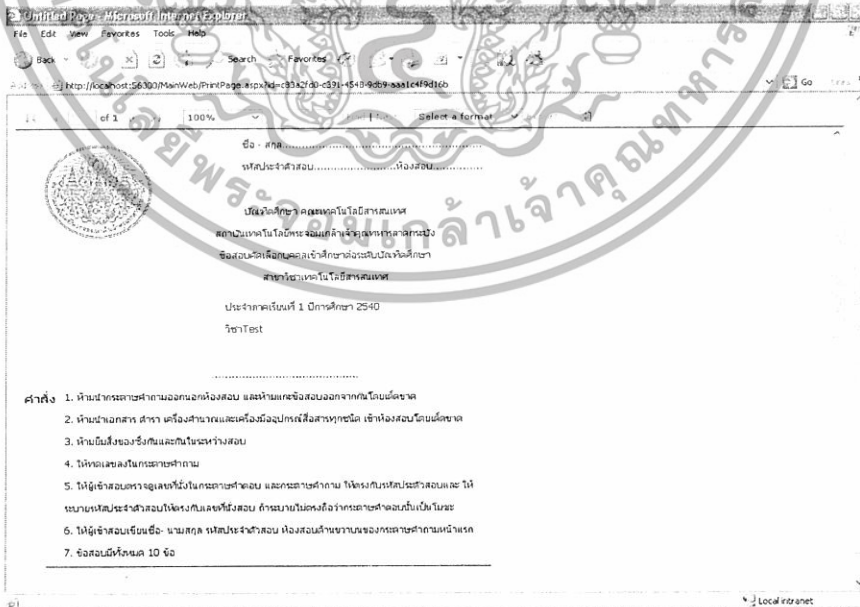 Untitled Page - Microsoft Internet Explorer
File Edit View Favorites Tools Help
Back Search Favorites
http://localhost:56300/MainWeb/PrintPage.aspx?id=c83a2fd0-c391-4548-9db9-aaa1c4f9d16b Go
of 1 100% Select a format
ชื่อ - สกุล
รหัสประจำตัวสอบ ห้องสอบ
บัณฑิตศึกษา คณะเทคโนโลยีสารสนเทศ
สถาบันเทคโนโลยีพระจอมเกล้าเจ้าคุณทหารลาดกระบัง
ข้อสอบคัดเลือกบุคคลเข้าศึกษาต่อระดับบัณฑิตศึกษา
สาขาวิชาเทคโนโลยีสารสนเทศ
ประจำภาคเรียนที่ 1 ปีการศึกษา 2540
วิชาTest
คำสั่ง 1. ห้ามนำกระดาษคำถามออกนอกห้องสอบ และห้ามแกะข้อสอบออกจากกันโดยเด็ดขาด
2. ห้ามนำเอกสาร ตำรา เครื่องคำนวณและเครื่องมืออุปกรณ์สื่อสารทุกชนิด เข้าห้องสอบโดยเด็ดขาด
3. ห้ามยืมสิ่งของซึ่งกันและกันในระหว่างสอบ
4. ให้ทดเลขลงในกระดาษคำถาม
5. ให้ผู้เข้าสอบตรวจดูเลขที่นั่งในกระดาษคำตอบ และกระดาษคำถาม ให้ตรงกับรหัสประจำตัวสอบและ ให้
ระบายรหัสประจำตัวสอบให้ตรงกับเลขที่นั่งสอบ ถ้าระบายไม่ตรงถือว่ากระดาษคำตอบนั้นเป็นโมฆะ
6. ให้ผู้เข้าสอบเขียนชื่อ- นามสกุล รหัสประจำตัวสอบ ห้องสอบด้านขวาบนของกระดาษคำถามหน้าแรก
7. ข้อสอบมีทั้งหมด 10 ข้อ
Local intranet
พระจอมเกล้าเจ้าคุณทหาร